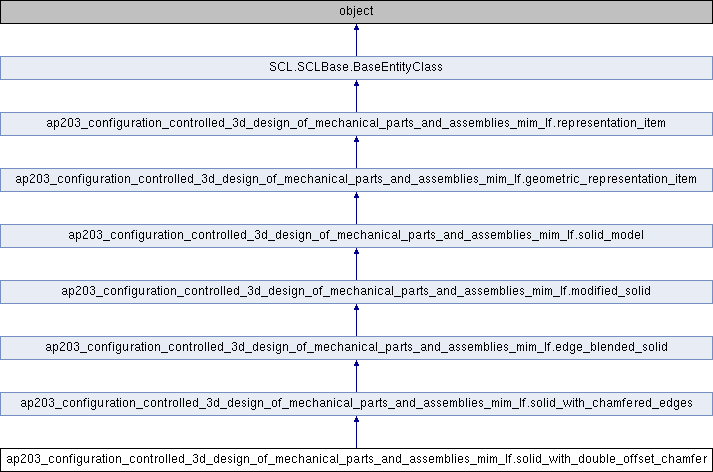 object
SCL.SCLBase.BaseEntityClass
ap203_configuration_controlled_3d_design_of_mechanical_parts_and_assemblies_mim_lf.representation_item
ap203_configuration_controlled_3d_design_of_mechanical_parts_and_assemblies_mim_lf.geometric_representation_item
ap203_configuration_controlled_3d_design_of_mechanical_parts_and_assemblies_mim_lf.solid_model
ap203_configuration_controlled_3d_design_of_mechanical_parts_and_assemblies_mim_lf.modified_solid
ap203_configuration_controlled_3d_design_of_mechanical_parts_and_assemblies_mim_lf.edge_blended_solid
ap203_configuration_controlled_3d_design_of_mechanical_parts_and_assemblies_mim_lf.solid_with_chamfered_edges
ap203_configuration_controlled_3d_design_of_mechanical_parts_and_assemblies_mim_lf.solid_with_double_offset_chamfer